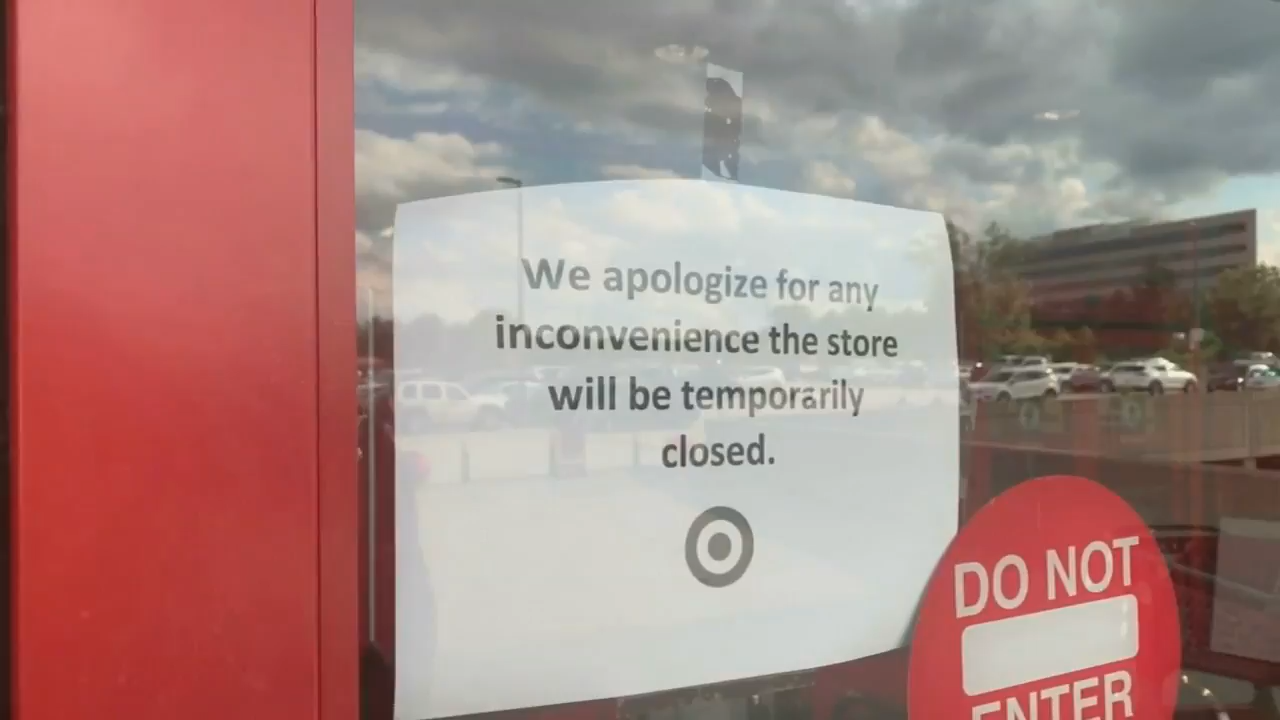 We apologize for any
inconvenience the store
will be temporarily
closed.
DO NOT
ENTER